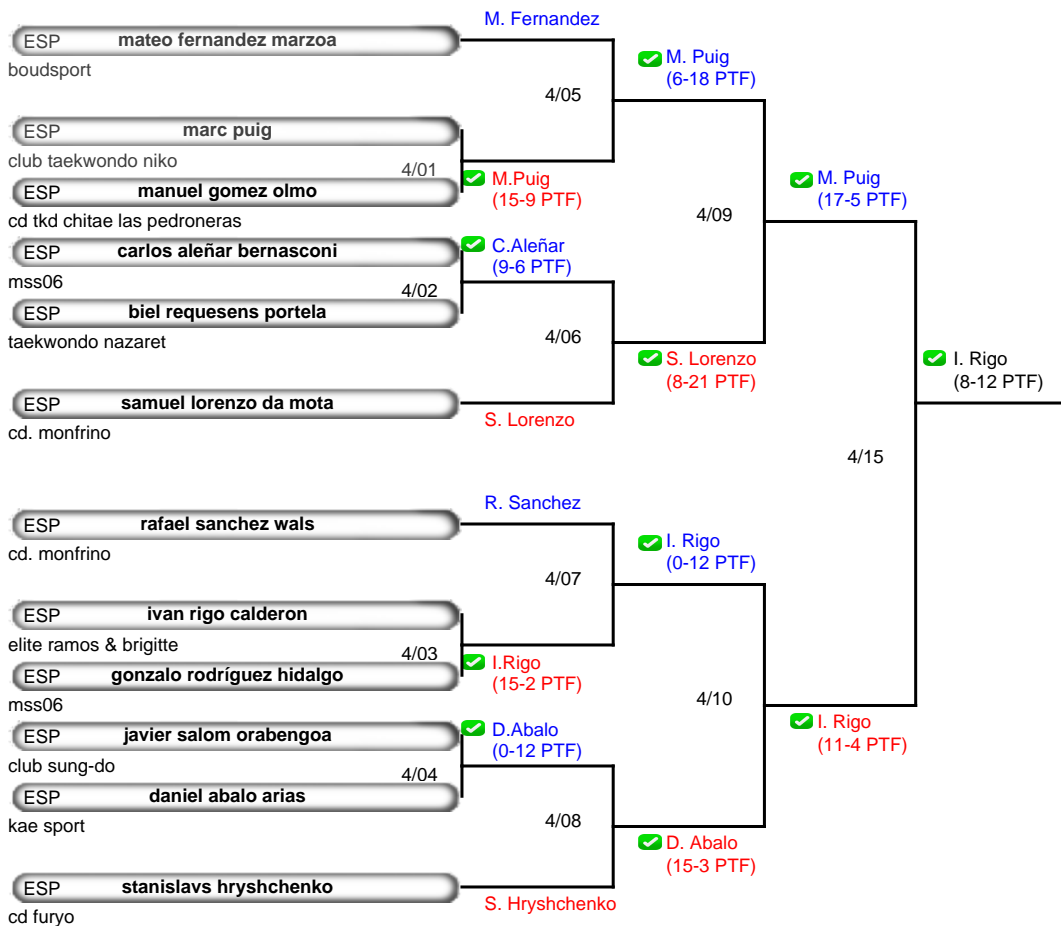 M. Fernandez
ESP mateo fernandez marzoa
boudsport
M. Puig
(6-18 PTF)
4/05
ESP marc puig
club taekwondo niko
4/01
ESP manuel gomez olmo
cd tkd chitae las pedroneras
M.Puig
(15-9 PTF)
M. Puig
(17-5 PTF)
4/09
ESP carlos aleñar bernasconi
mss06
C.Aleñar
(9-6 PTF)
4/02
ESP biel requesens portela
taekwondo nazaret
4/06
S. Lorenzo
(8-21 PTF)
I. Rigo
(8-12 PTF)
ESP samuel lorenzo da mota
cd. monfrino
S. Lorenzo
4/15
R. Sanchez
ESP rafael sanchez wals
cd. monfrino
I. Rigo
(0-12 PTF)
4/07
ESP ivan rigo calderon
elite ramos & brigitte
4/03
ESP gonzalo rodríguez hidalgo
mss06
I.Rigo
(15-2 PTF)
4/10
I. Rigo
(11-4 PTF)
ESP javier salom orabengoa
club sung-do
D.Abalo
(0-12 PTF)
4/04
ESP daniel abalo arias
kae sport
4/08
D. Abalo
(15-3 PTF)
ESP stanislavs hryshchenko
cd furyo
S. Hryshchenko